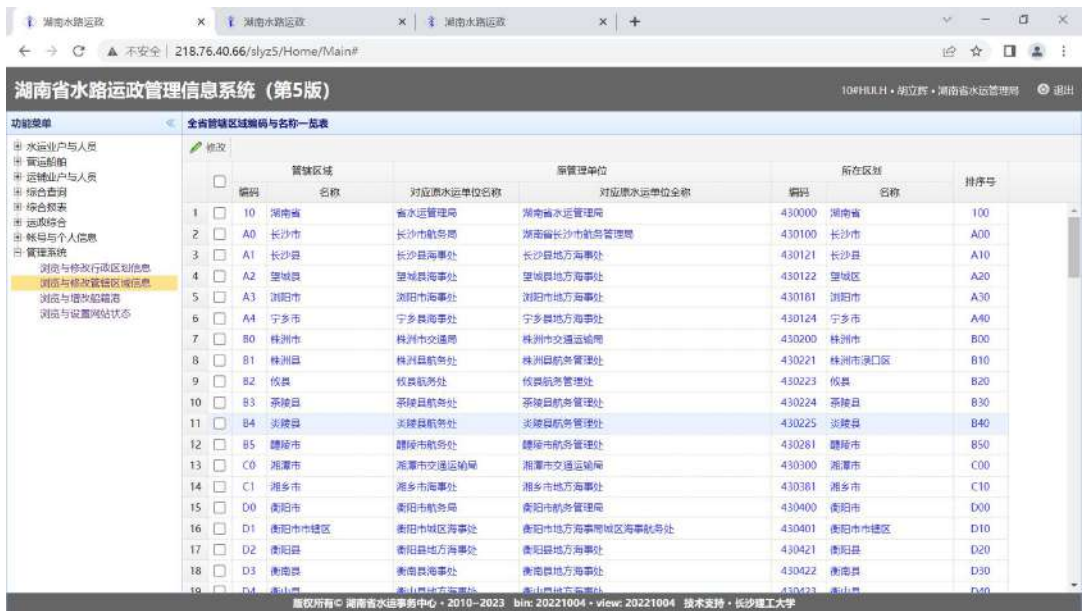 湖南水路运政
湖南水路运政
湖南水路运政
不安全 218.76.40.66/slyz5/Home/Main#
湖南省水路运政管理信息系统（第5版）
10#HULH • 胡立辉 • 湖南省水运管理局 退出
功能菜单
全省管辖区域编码与名称一览表
水运业户与人员
营运船舶
运辅业户与人员
综合查询
综合报表
运政综合
帐号与个人信息
管理系统
浏览与修改行政区划信息
浏览与修改管辖区域信息
浏览与增改船籍港
浏览与设置网站状态
修改
管辖区域 原管理单位 所在区划 排序号
编码 名称 对应原水运单位名称 对应原水运单位全称 编码 名称
1 10 湖南省 省水运管理局 湖南省水运管理局 430000 湖南省 100
2 A0 长沙市 长沙市航务局 湖南省长沙市航务管理局 430100 长沙市 A00
3 A1 长沙县 长沙县海事处 长沙县地方海事处 430121 长沙县 A10
4 A2 望城县 望城县海事处 望城县地方海事处 430122 望城区 A20
5 A3 浏阳市 浏阳市海事处 浏阳市地方海事处 430181 浏阳市 A30
6 A4 宁乡市 宁乡县海事处 宁乡县地方海事处 430124 宁乡市 A40
7 B0 株洲市 株洲市交通局 株洲市交通运输局 430200 株洲市 B00
8 B1 株洲县 株洲县航务处 株洲县航务管理处 430221 株洲市渌口区 B10
9 B2 攸县 攸县航务处 攸县航务管理处 430223 攸县 B20
10 B3 茶陵县 茶陵县航务处 茶陵县航务管理处 430224 茶陵县 B30
11 B4 炎陵县 炎陵县航务处 炎陵县航务管理处 430225 炎陵县 B40
12 B5 醴陵市 醴陵市航务处 醴陵市航务管理处 430281 醴陵市 B50
13 C0 湘潭市 湘潭市交通运输局 湘潭市交通运输局 430300 湘潭市 C00
14 C1 湘乡市 湘乡市海事处 湘乡市地方海事处 430381 湘乡市 C10
15 D0 衡阳市 衡阳市航务局 衡阳市航务管理局 430400 衡阳市 D00
16 D1 衡阳市市辖区 衡阳市城区海事处 衡阳市地方海事局城区海事航务处 430401 衡阳市市辖区 D10
17 D2 衡阳县 衡阳县地方海事处 衡阳县地方海事处 430421 衡阳县 D20
18 D3 衡南县 衡南县海事处 衡南县地方海事处 430422 衡南县 D30
19 D4 衡山县 衡山县地方海事处 衡山县地方海事处 430423 衡山县 D40
版权所有© 湖南省水运事务中心 • 2010-2023 bin: 20221004 • view: 20221004 技术支持 • 长沙理工大学